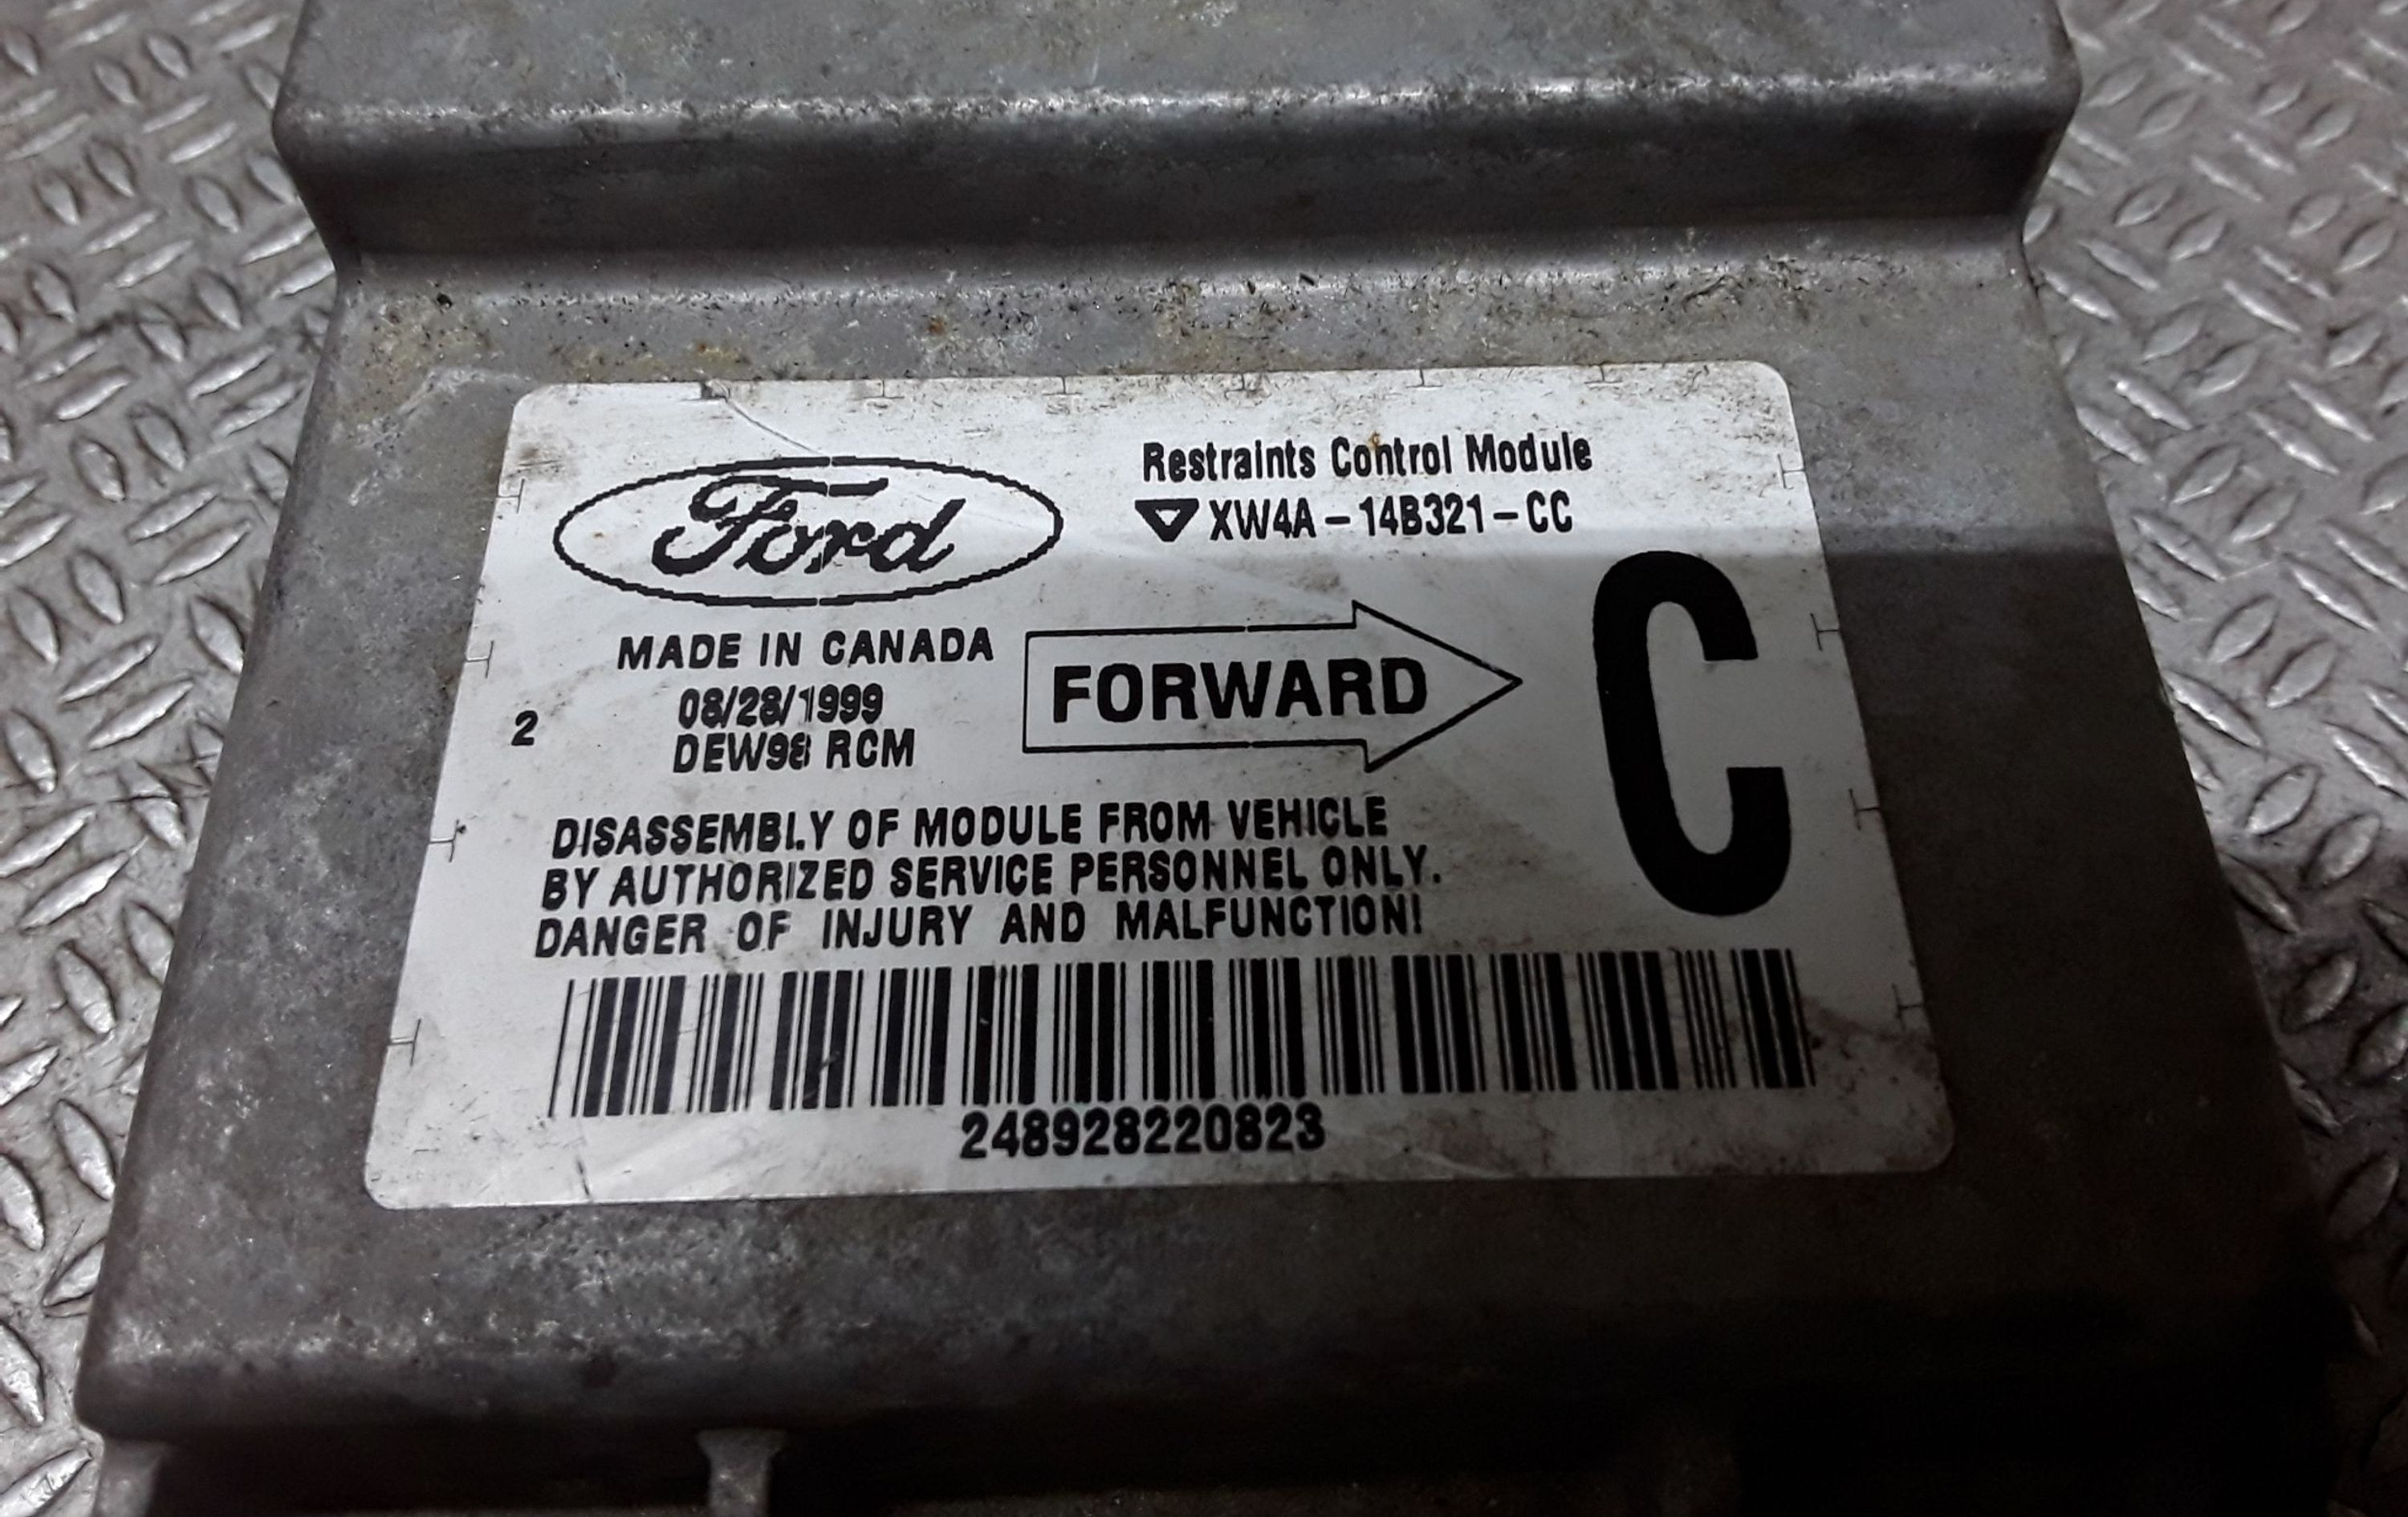 Ford
Restraints Control Module
XW4A-14B321-CC
C
MADE IN CANADA
08/28/1999
2
DEW98 RCM
FORWARD
DISASSEMBLY OF MODULE FROM VEHICLE
BY AUTHORIZED SERVICE PERSONNEL ONLY.
DANGER OF INJURY AND MALFUNCTION!
248928220823